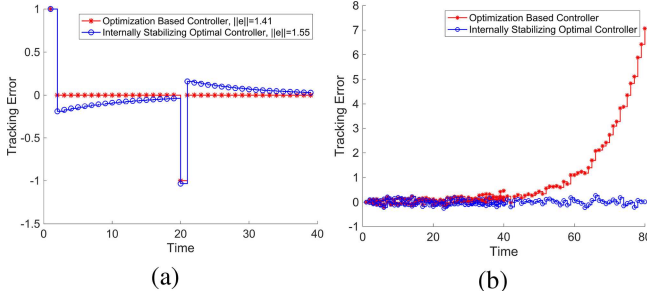 Optimization Based Controller, ||e||=1.41
Internally Stabilizing Optimal Controller, ||e||=1.55
1
0.5
0
-0.5
-1
-1.5
Tracking Error
0 10 20 30 40
Time
(a)
Optimization Based Controller
Internally Stabilizing Optimal Controller
8
7
6
5
4
3
2
1
0
-1
Tracking Error
0 20 40 60 80
Time
(b)